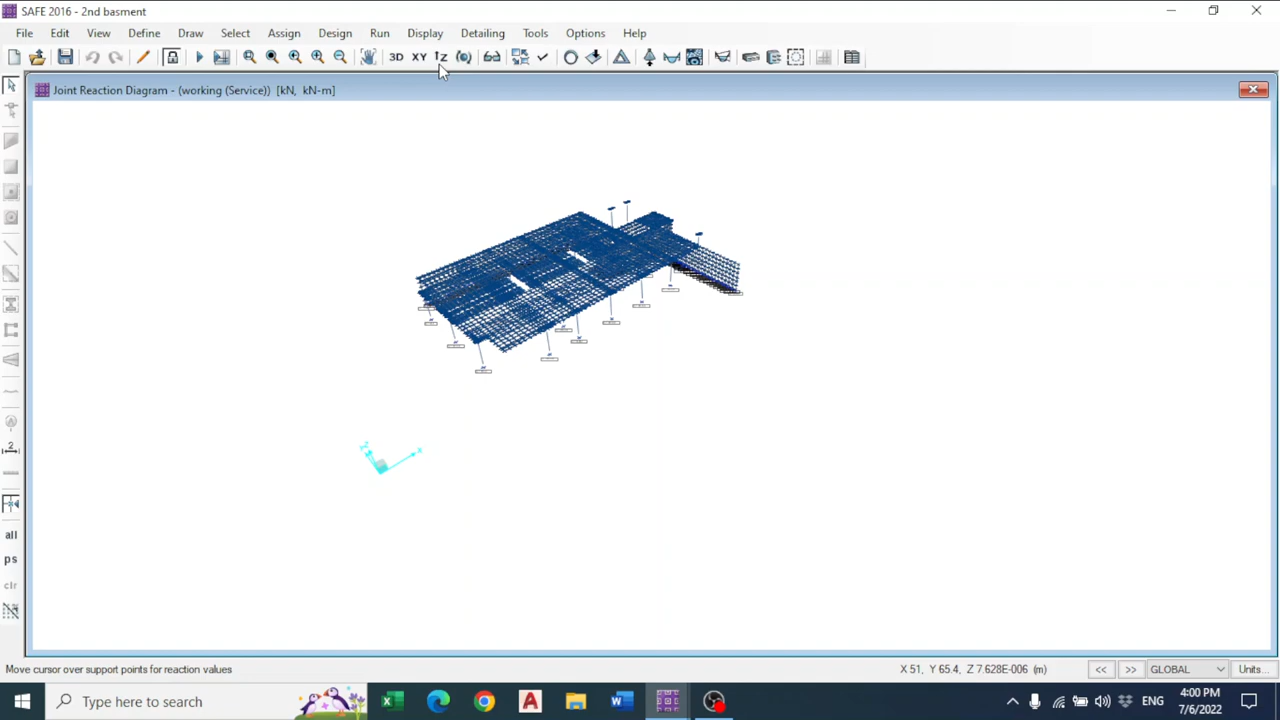 SAFE 2016 - 2nd basment
File Edit View Define Draw Select Assign Design Run Display Detailing Tools Options Help
3D XY
Joint Reaction Diagram - (working (Service)) [kN, kN-m]
2
all
ps
clr
Move cursor over support points for reaction values
X 51, Y 65.4, Z 7.628E-006 (m)
<< >> GLOBAL Units...
Type here to search
ENG
4:00 PM
7/6/2022